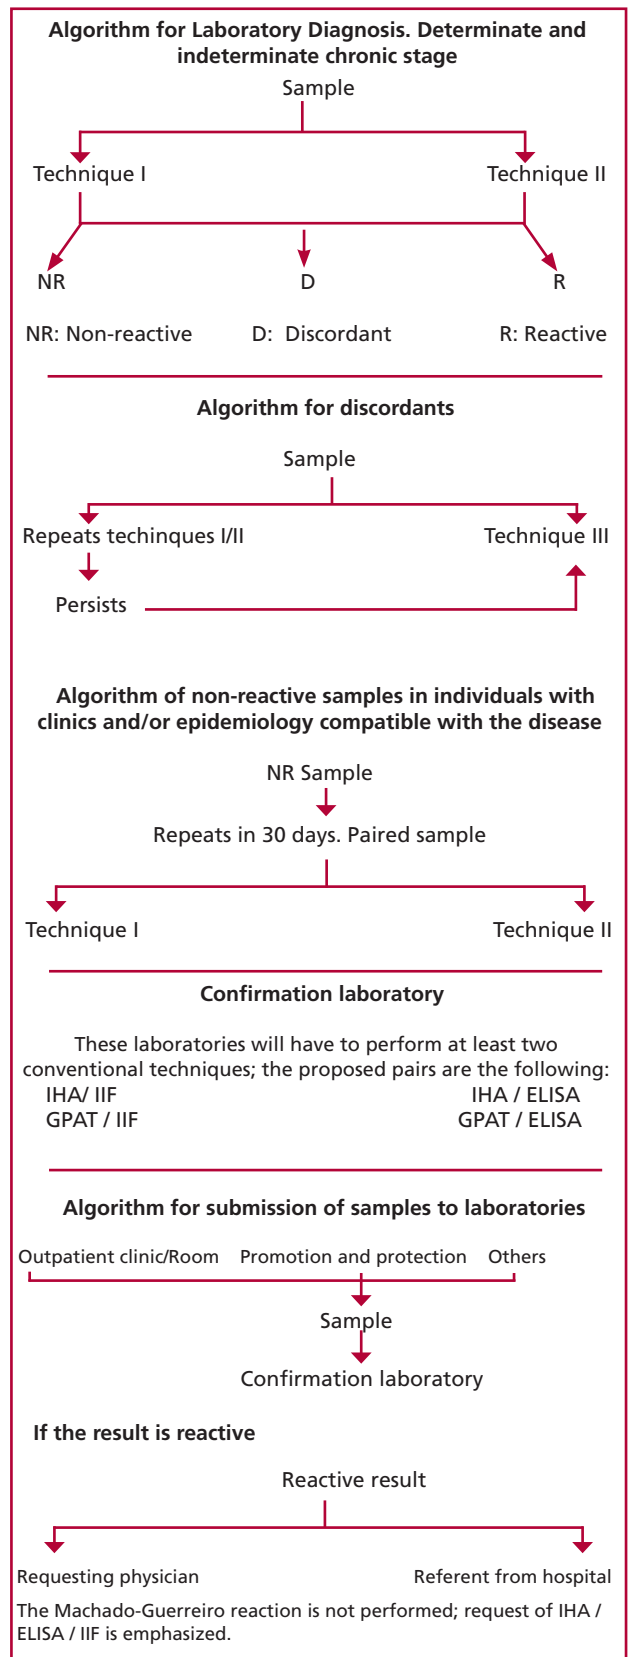 Algorithm for Laboratory Diagnosis. Determinate and
indeterminate chronic stage
Sample
Technique I
Technique II
NR
D
R
NR: Non-reactive
D: Discordant
R: Reactive
Algorithm for discordants
Sample
Repeats techinques I/II
Technique III
Persists
Algorithm of non-reactive samples in individuals with
clinics and/or epidemiology compatible with the disease
NR Sample
Repeats in 30 days. Paired sample
Technique I
Technique II
Confirmation laboratory
These laboratories will have to perform at least two
conventional techniques; the proposed pairs are the following:
IHA/ IIF
IHA / ELISA
GPAT / IIF
GPAT / ELISA
Algorithm for submission of samples to laboratories
Outpatient clinic/Room
Promotion and protection
Others
Sample
Confirmation laboratory
If the result is reactive
Reactive result
Requesting physician
Referent from hospital
The Machado-Guerreiro reaction is not performed; request of IHA /
ELISA / IIF is emphasized.